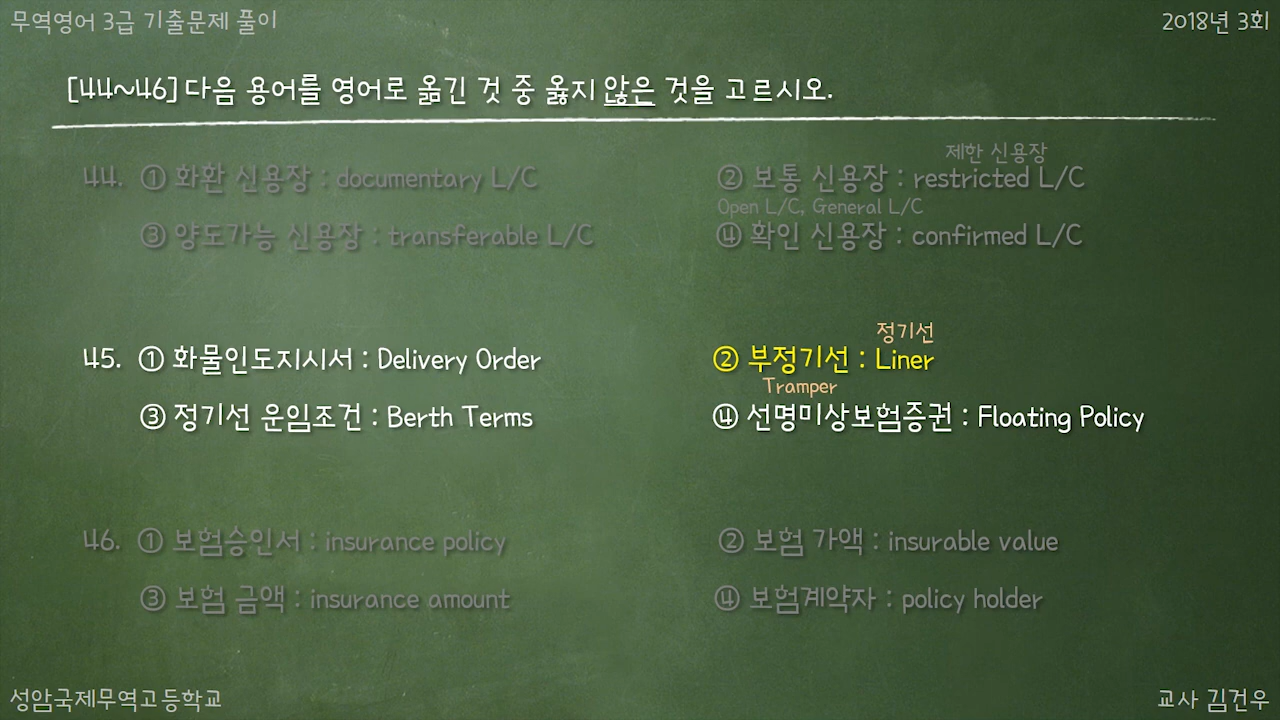 무역영어 3급 기출문제 풀이
2018년 3회
[44~46] 다음 용어를 영어로 옮긴 것 중 옳지 않은 것을 고르시오.
제한 신용장
44. ① 화환 신용장 : documentary L/C ② 보통 신용장 : restricted L/C
Open L/C, General L/C
③ 양도가능 신용장 : transferable L/C ④ 확인 신용장 : confirmed L/C
정기선
45. ① 화물인도지시서 : Delivery Order ② 부정기선 : Liner
Tramper
③ 정기선 운임조건 : Berth Terms ④ 선명미상보험증권 : Floating Policy
46. ① 보험승인서 : insurance policy ② 보험 가액 : insurable value
③ 보험 금액 : insurance amount ④ 보험계약자 : policy holder
성암국제무역고등학교
교사 김건우